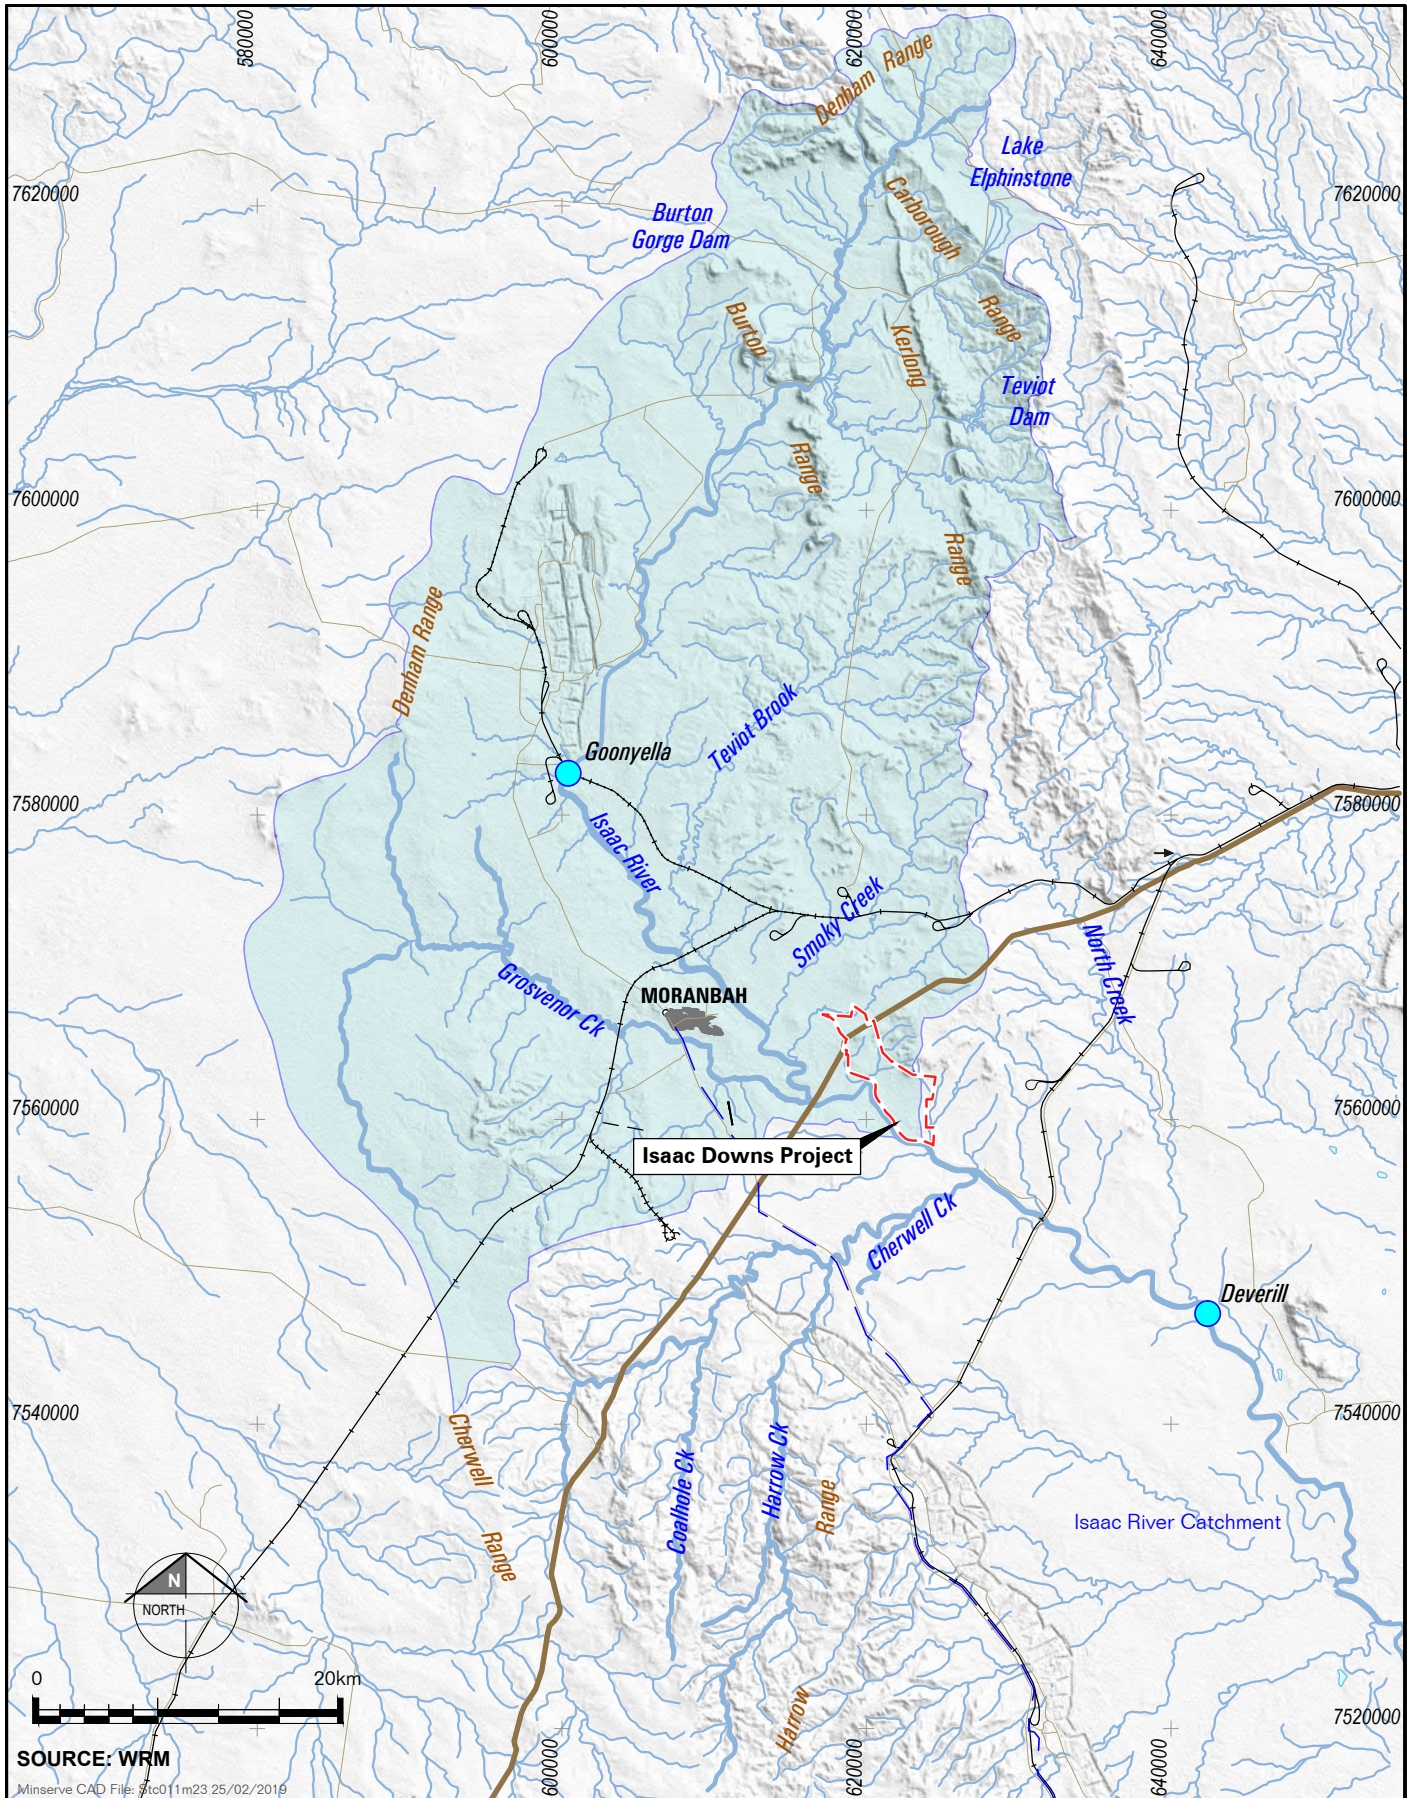 580000
600000
620000
640000
Denham Range
Lake
Elphinstone
7620000
7620000
Carborough
Burton
Gorge Dam
Range
Burton
Kerlong
Teviot
Dam
Range
7600000
7600000
Range
Denham Range
Teviot Brook
Goonyella
7580000
7580000
Isaac River
Smoky Creek
North Creek
Grosvenor Ck
MORANBAH
7560000
7560000
Isaac Downs Project
Cherwell Ck
Deverill
7540000
7540000
Cherwell
Coalhole Ck
Harrow Ck
Range
Isaac River Catchment
Range
N
NORTH
0
20km
Harrow
7520000
SOURCE: WRM
600000
620000
640000
Minserve CAD File: Stc011m23 25/02/2019